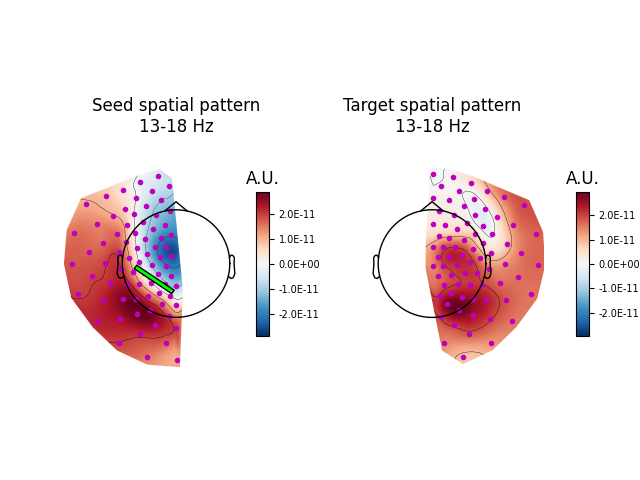 Seed spatial pattern
13-18 Hz
Target spatial pattern
13-18 Hz
A.U.
2.0E-11
1.0E-11
0.0E+00
-1.0E-11
-2.0E-11
A.U.
2.0E-11
1.0E-11
0.0E+00
-1.0E-11
-2.0E-11